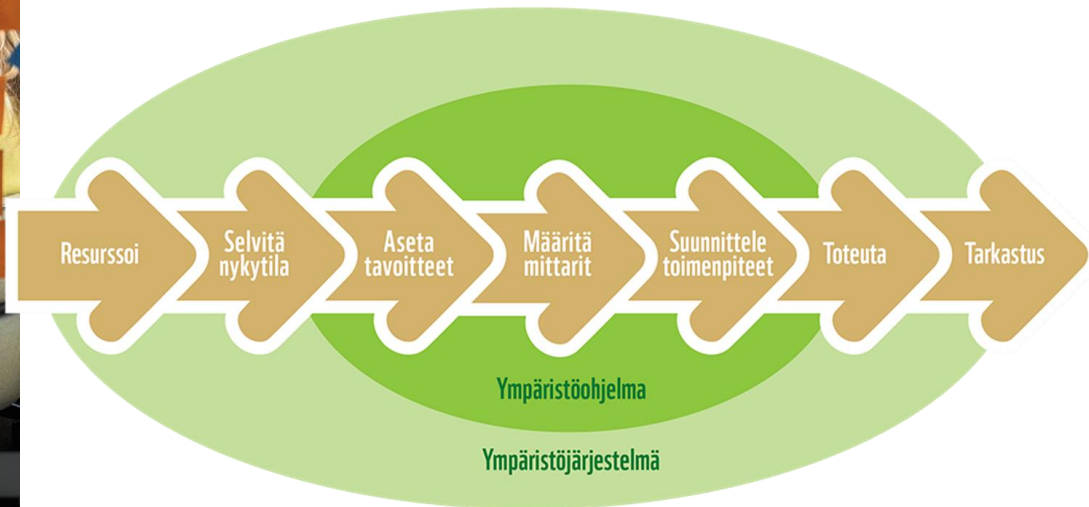 Resurssoi
Selvitä
nykytila
Aseta
tavoitteet
Määritä
mittarit
Suunnittele
toimenpiteet
Toteuta
Tarkastus
Ympäristöohjelma
Ympäristöjärjestelmä